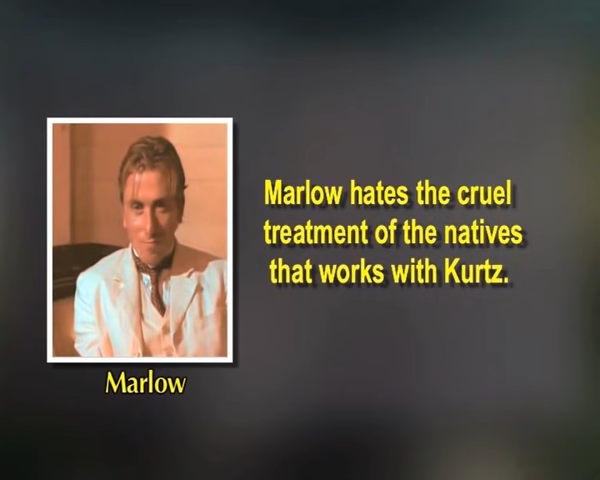 Marlow hates the cruel
treatment of the natives
that works with Kurtz.
Marlow